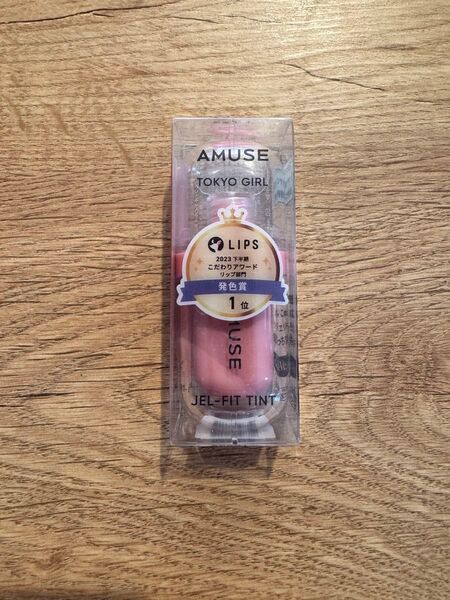 AMUSE
TOKYO GIRL
LIPS
2023 下半期
こだわりアワード
リップ部門
発色賞
1位
AMUSE
JEL-FIT TINT